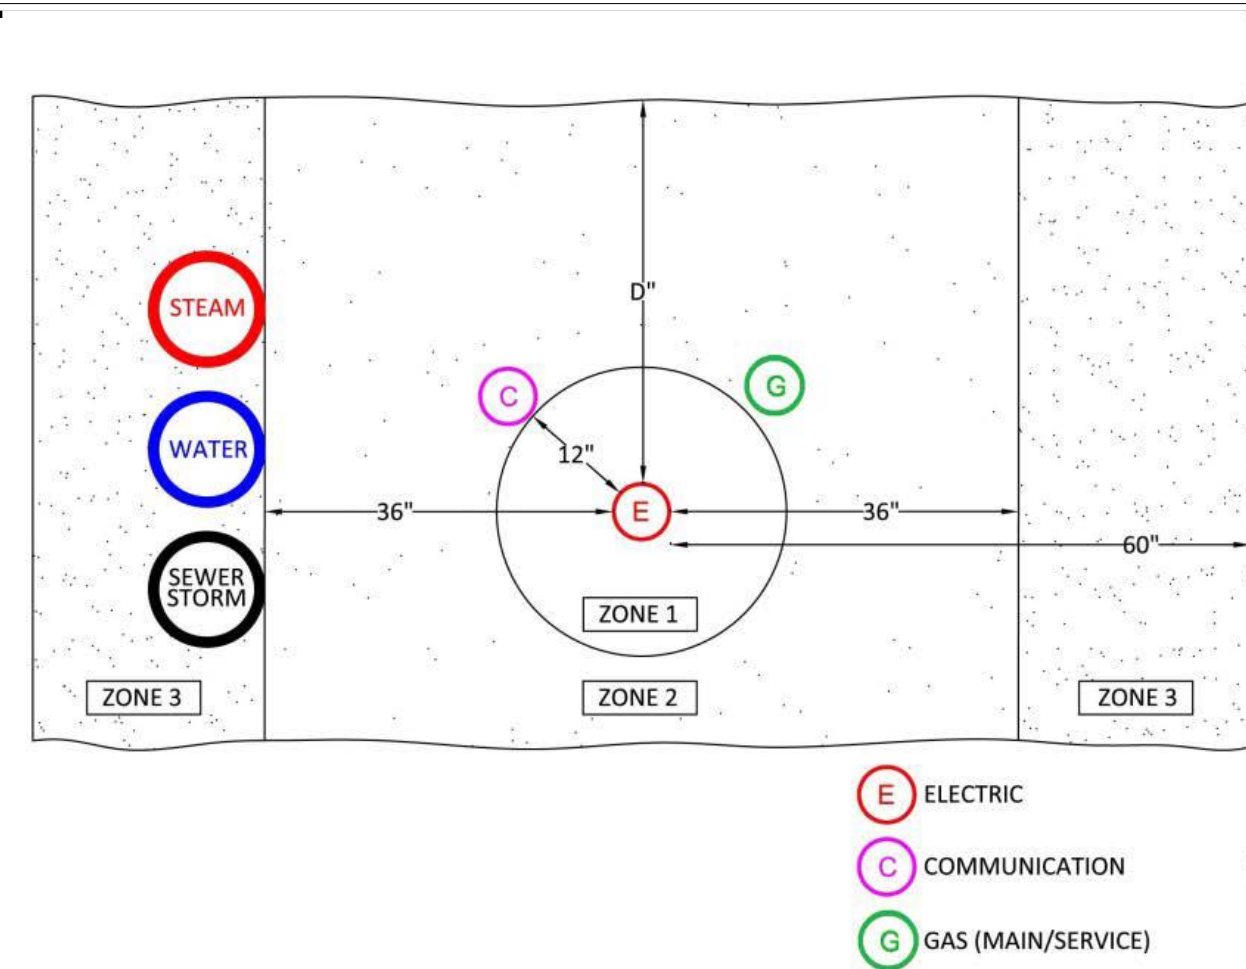 D"
STEAM
C
G
WATER
12"
36"
E
36"
60"
SEWER
STORM
ZONE 1
ZONE 3
ZONE 2
ZONE 3
E ELECTRIC
C COMMUNICATION
G GAS (MAIN/SERVICE)